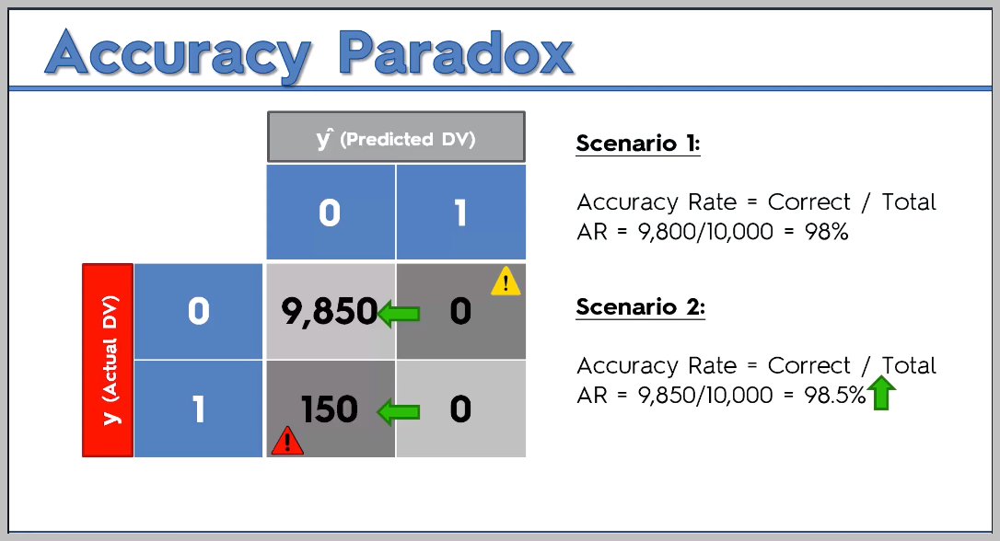 Accuracy Paradox
ŷ (Predicted DV)
0 1
y (Actual DV)
0 9,850 0
1 150 0
Scenario 1:
Accuracy Rate = Correct / Total
AR = 9,800/10,000 = 98%
Scenario 2:
Accuracy Rate = Correct / Total
AR = 9,850/10,000 = 98.5%